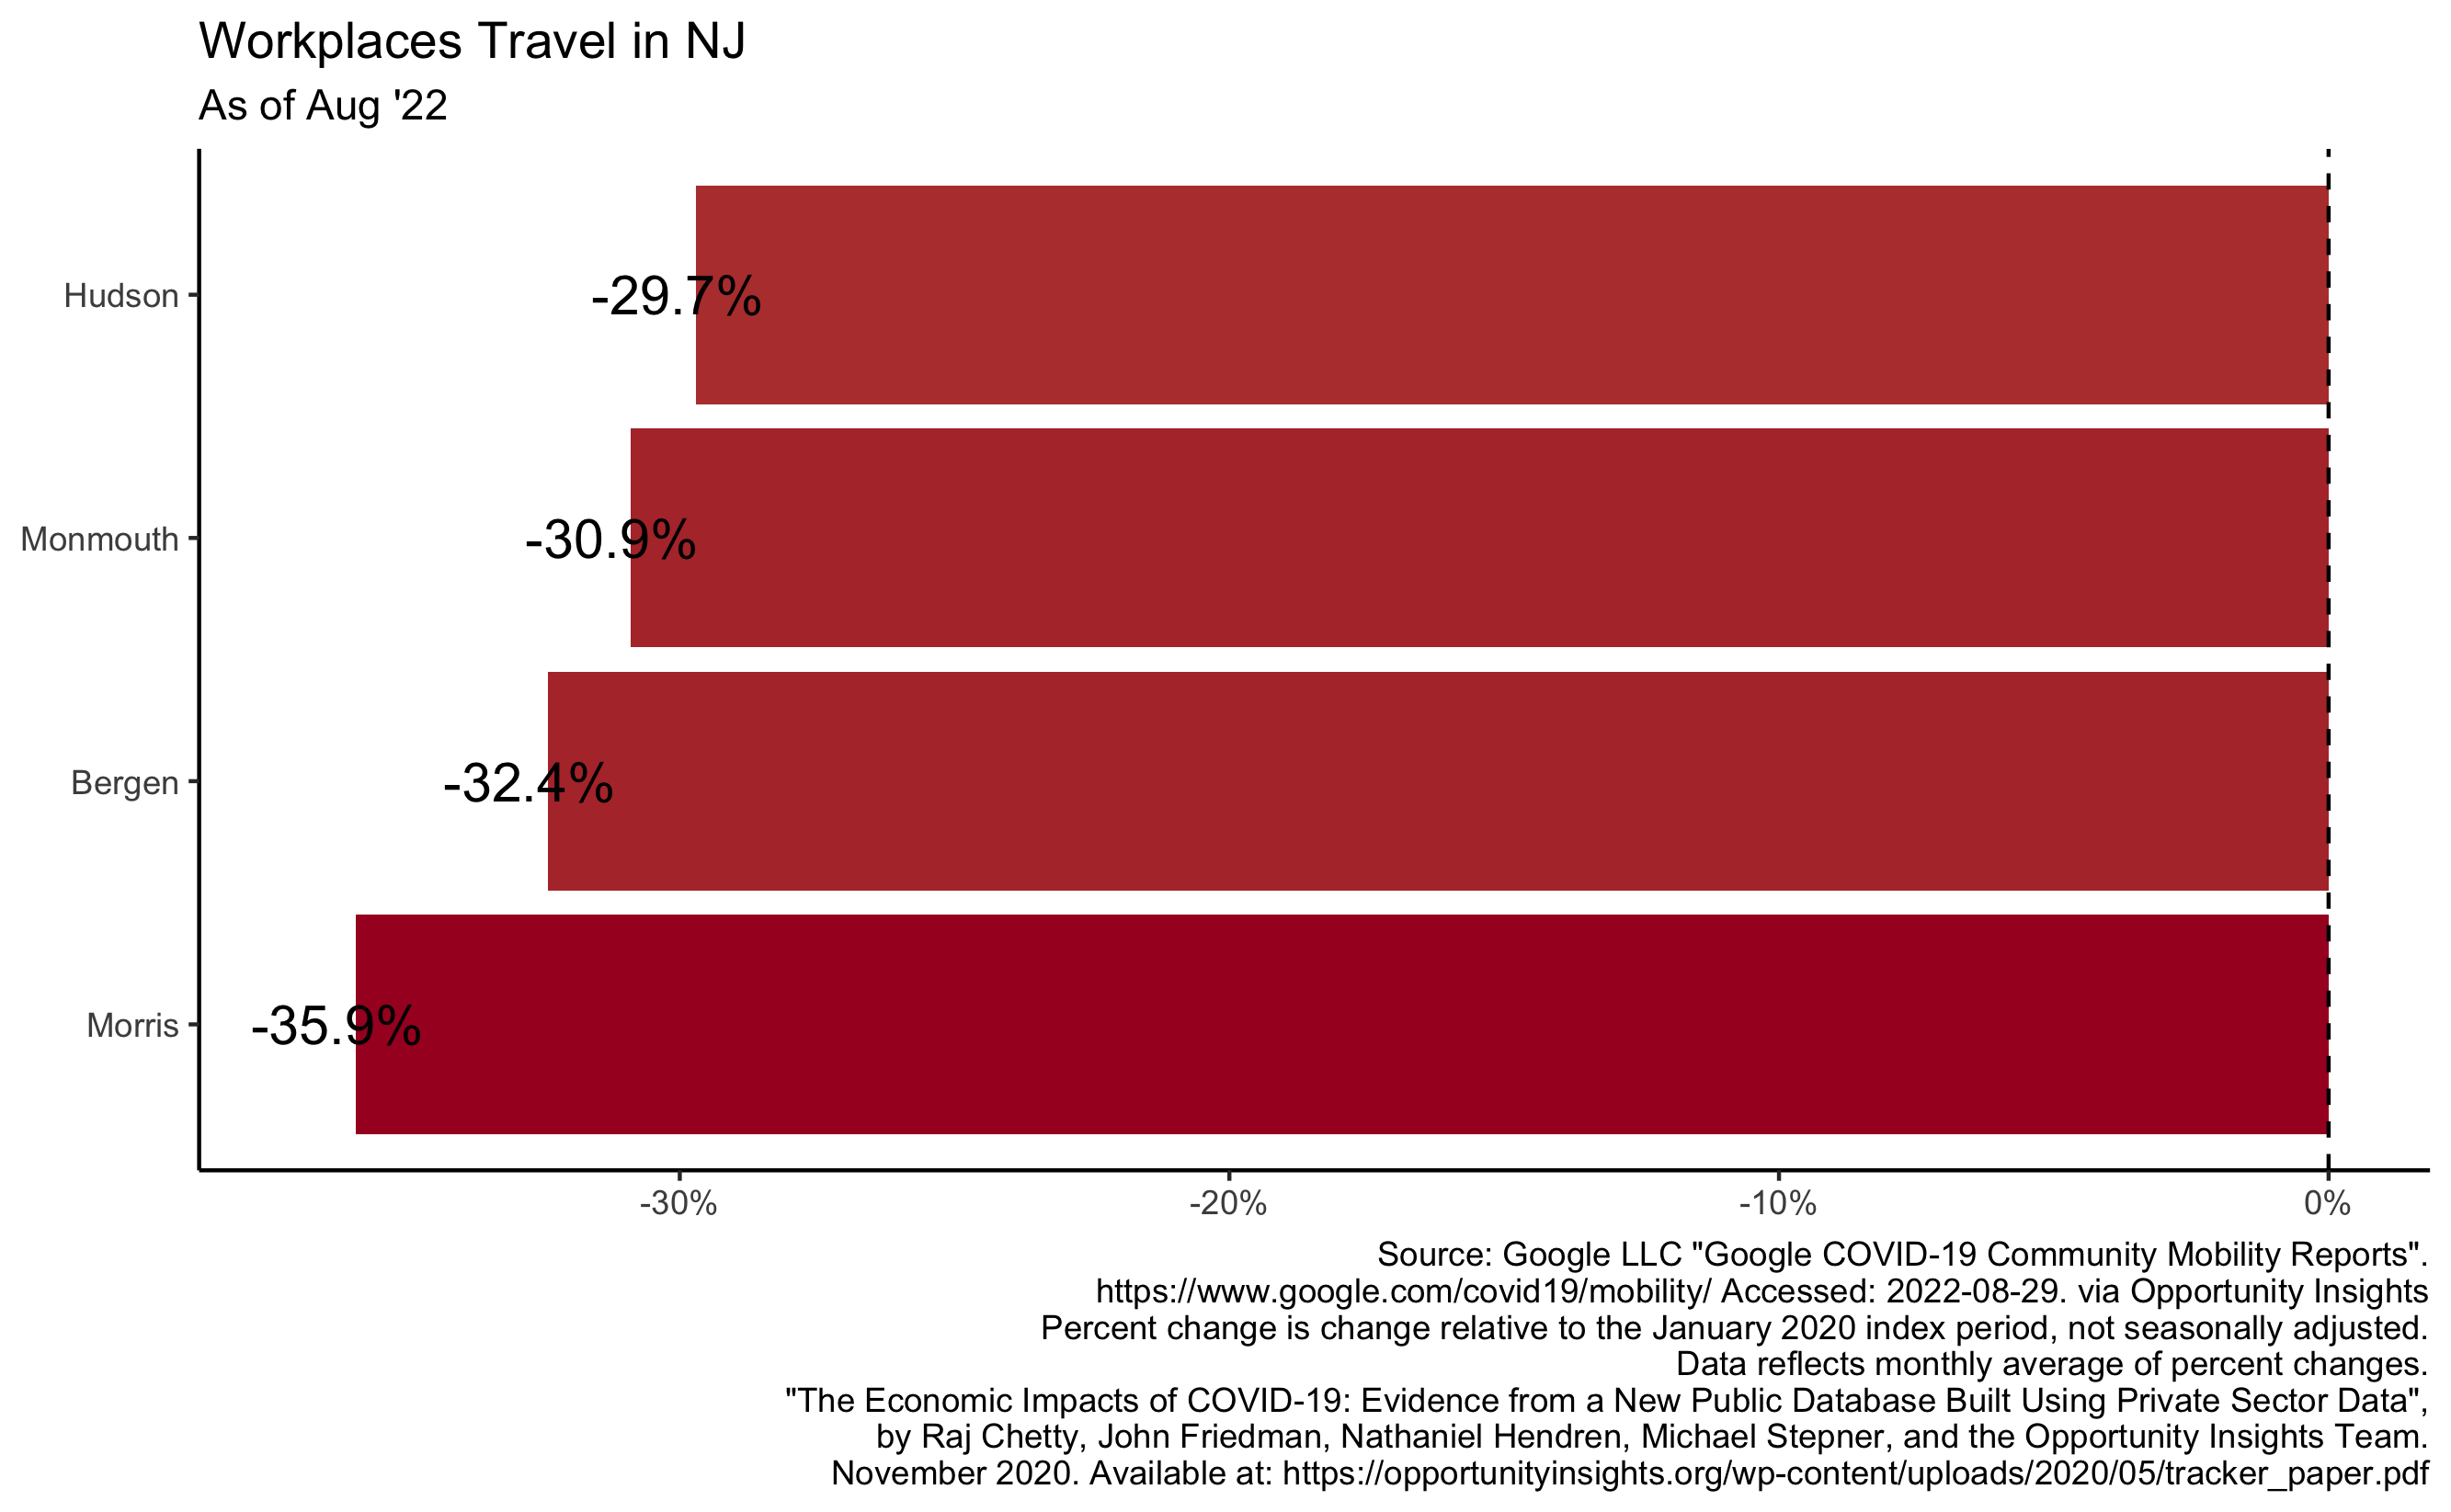 Workplaces Travel in NJ
As of Aug '22
Hudson
-29.7%
Monmouth
-30.9%
Bergen
-32.4%
Morris
-35.9%
-30%
-20%
-10%
0%
Source: Google LLC "Google COVID-19 Community Mobility Reports".
https://www.google.com/covid19/mobility/ Accessed: 2022-08-29. via Opportunity Insights
Percent change is change relative to the January 2020 index period, not seasonally adjusted.
Data reflects monthly average of percent changes.
"The Economic Impacts of COVID-19: Evidence from a New Public Database Built Using Private Sector Data",
by Raj Chetty, John Friedman, Nathaniel Hendren, Michael Stepner, and the Opportunity Insights Team.
November 2020. Available at: https://opportunityinsights.org/wp-content/uploads/2020/05/tracker_paper.pdf